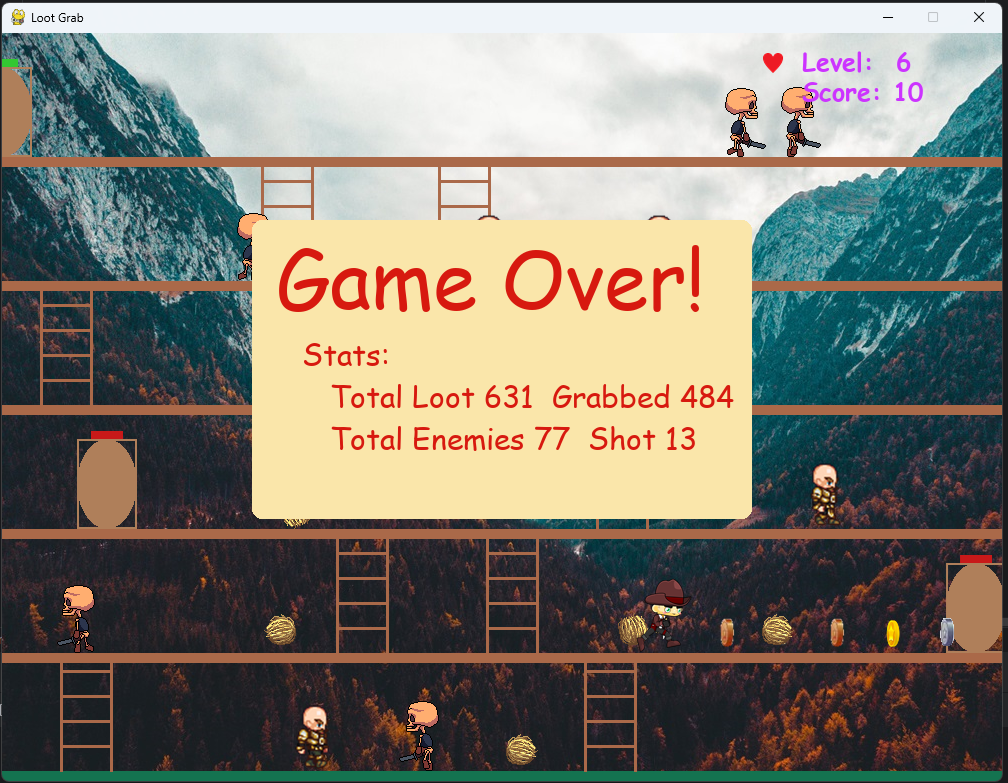 Loot Grab
Level: 6
Score: 10
Game Over!
Stats:
Total Loot 631 Grabbed 484
Total Enemies 77 Shot 13